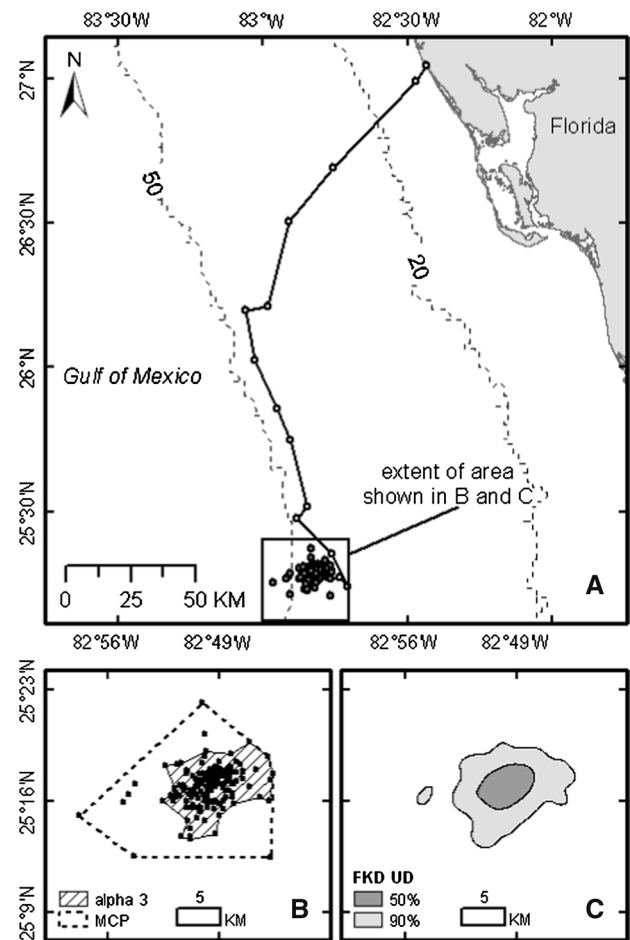 83°30'W 83°W 82°30'W 82°W
N
27°N
Florida
50
26°30'N
20
26°N
Gulf of Mexico
extent of area
shown in B and C
25°30'N
0 25 50 KM
A
82°56'W 82°49'W 82°56'W 82°49'W
25°23'N
25°16'N
25°9'N
alpha 3
MCP
5
KM
B
FKD UD
50%
90%
5
KM
C